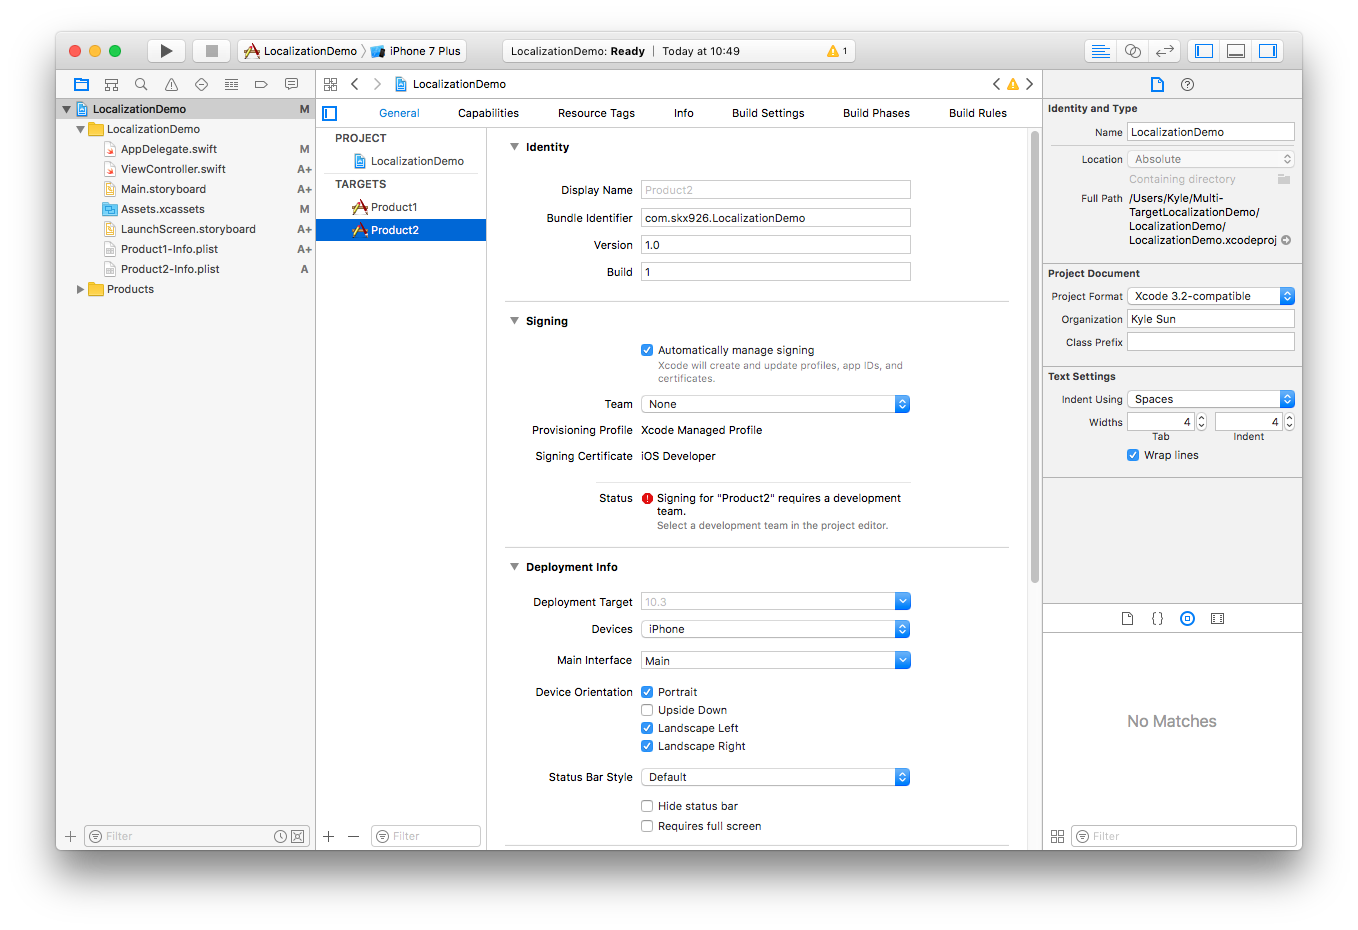 LocalizationDemo
iPhone 7 Plus
LocalizationDemo: Ready | Today at 10:49
1
LocalizationDemo
LocalizationDemo M
LocalizationDemo
AppDelegate.swift M
ViewController.swift A+
Main.storyboard A+
Assets.xcassets M
LaunchScreen.storyboard A+
Product1-Info.plist A+
Product2-Info.plist A
Products
Filter
General
Capabilities
Resource Tags
Info
Build Settings
Build Phases
Build Rules
PROJECT
LocalizationDemo
TARGETS
Product1
Product2
Filter
Identity
Display Name Product2
Bundle Identifier com.skx926.LocalizationDemo
Version 1.0
Build 1
Signing
Automatically manage signing
Xcode will create and update profiles, app IDs, and
certificates.
Team None
Provisioning Profile Xcode Managed Profile
Signing Certificate iOS Developer
Status Signing for "Product2" requires a development
team.
Select a development team in the project editor.
Deployment Info
Deployment Target 10.3
Devices iPhone
Main Interface Main
Device Orientation Portrait
Upside Down
Landscape Left
Landscape Right
Status Bar Style Default
Hide status bar
Requires full screen
Identity and Type
Name LocalizationDemo
Location Absolute
Containing directory
Full Path /Users/Kyle/Multi-
TargetLocalizationDemo/
LocalizationDemo/
LocalizationDemo.xcodeproj
Project Document
Project Format Xcode 3.2-compatible
Organization Kyle Sun
Class Prefix
Text Settings
Indent Using Spaces
Widths 4 4
Tab Indent
Wrap lines
No Matches
Filter